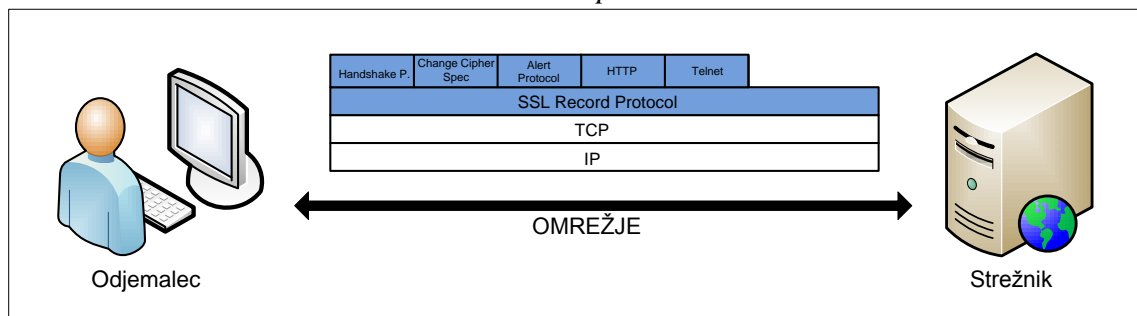 Handshake P.
Change Cipher
Spec
Alert
Protocol
HTTP
Telnet
SSL Record Protocol
TCP
IP
OMREŽJE
Odjemalec
Strežnik